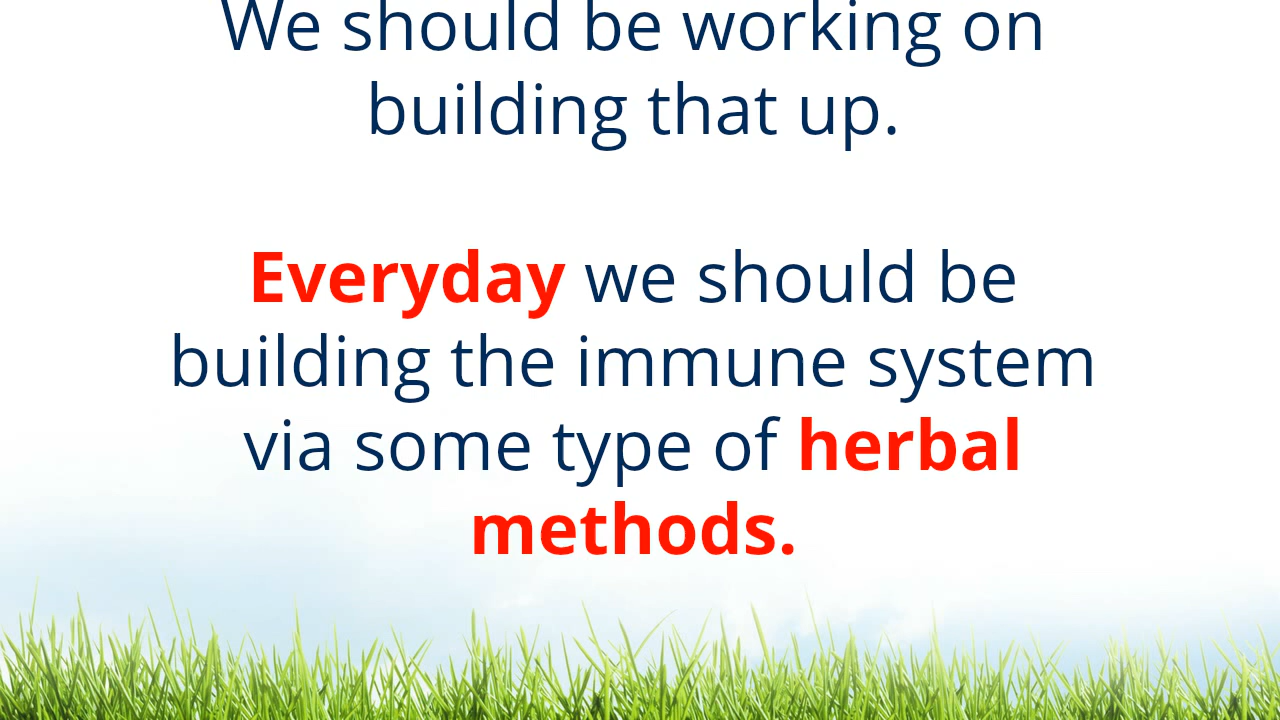 We should be working on
building that up.
Everyday we should be
building the immune system
via some type of herbal
methods.